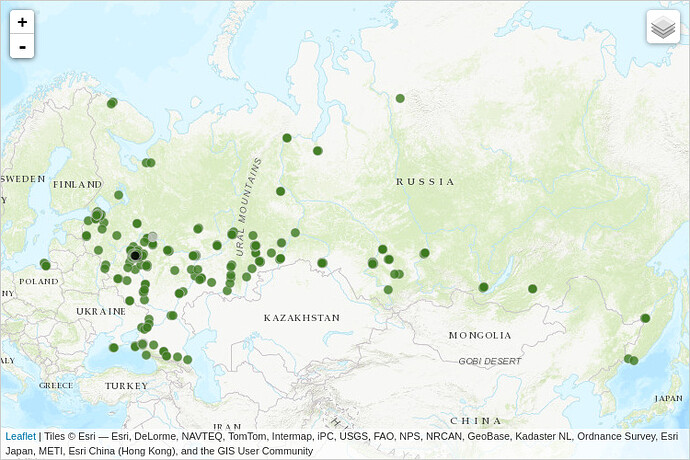 +
-
SWEDEN
FINLAND
Y
RUSSIA
URAL MOUNTAINS
POLAND
NY
UKRAINE
KAZAKHSTAN
MONGOLIA
GOBI DESERT
ALY
GREECE
TURKEY
JAPAN
IRAN
CHINA
Leaflet | Tiles © Esri — Esri, DeLorme, NAVTEQ, TomTom, Intermap, iPC, USGS, FAO, NPS, NRCAN, GeoBase, Kadaster NL, Ordnance Survey, Esri
Japan, METI, Esri China (Hong Kong), and the GIS User Community